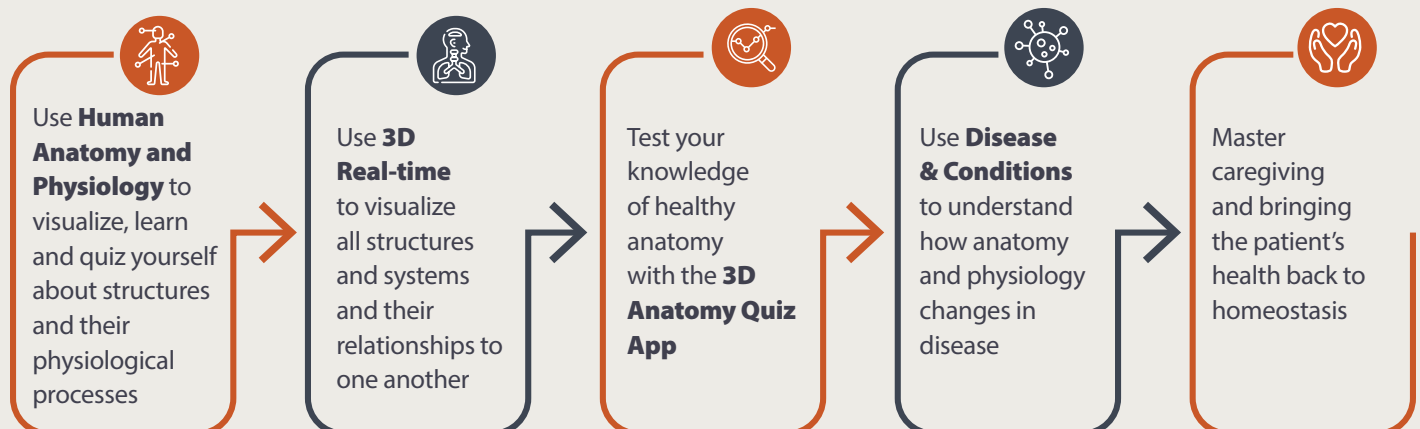 Use Human
Anatomy and
Physiology to
visualize, learn
and quiz yourself
about structures
and their
physiological
processes
Use 3D
Real-time
to visualize
all structures
and systems
and their
relationships to
one another
Test your
knowledge
of healthy
anatomy
with the 3D
Anatomy Quiz
App
Use Disease
& Conditions
to understand
how anatomy
and physiology
changes in
disease
Master
caregiving
and bringing
the patient’s
health back to
homeostasis